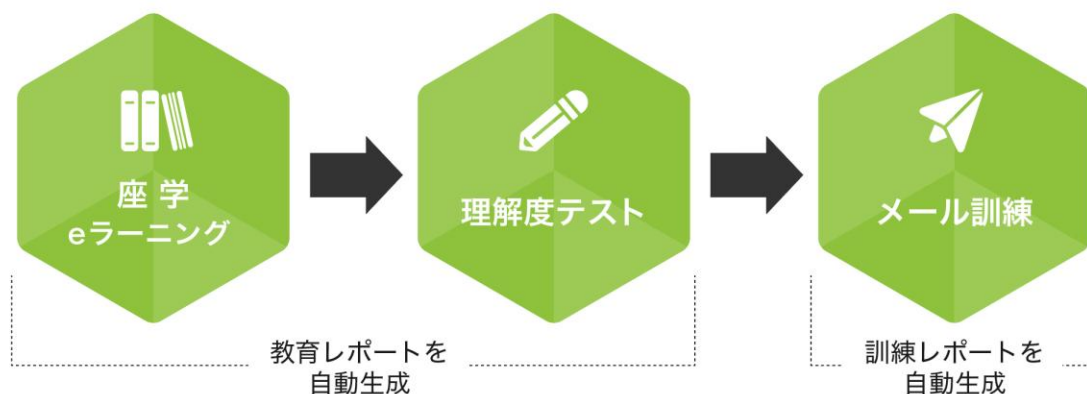 座 学
eラーニング
理解度テスト
メール訓練
教育レポートを
自動生成
訓練レポートを
自動生成